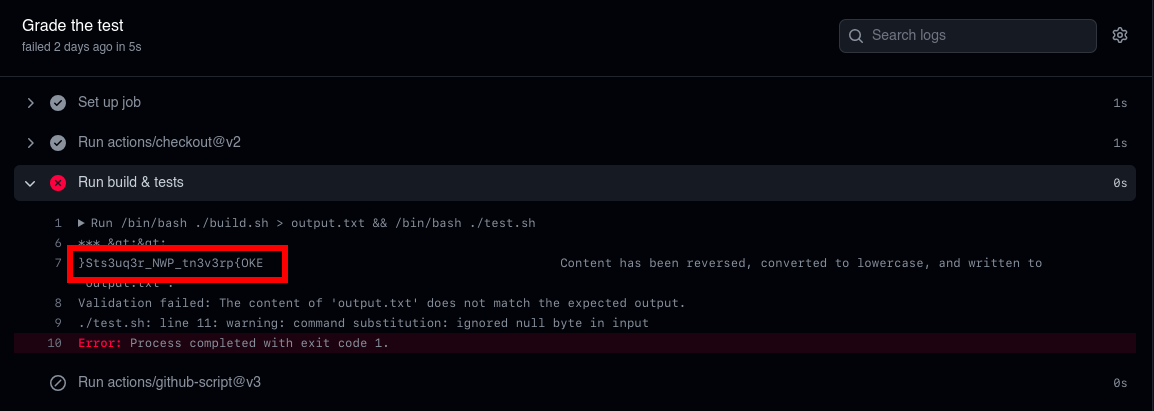 Grade the test
failed 2 days ago in 5s
Search logs
Set up job 1s
Run actions/checkout@v2 1s
Run build & tests 0s
1 Run /bin/bash ./build.sh > output.txt && /bin/bash ./test.sh
6 *** &gt;&gt;
7 }Sts3uq3r_NWP_tn3v3rp{OKE Content has been reversed, converted to lowercase, and written to
'output.txt'.
8 Validation failed: The content of 'output.txt' does not match the expected output.
9 ./test.sh: line 11: warning: command substitution: ignored null byte in input
10 Error: Process completed with exit code 1.
Run actions/github-script@v3 0s